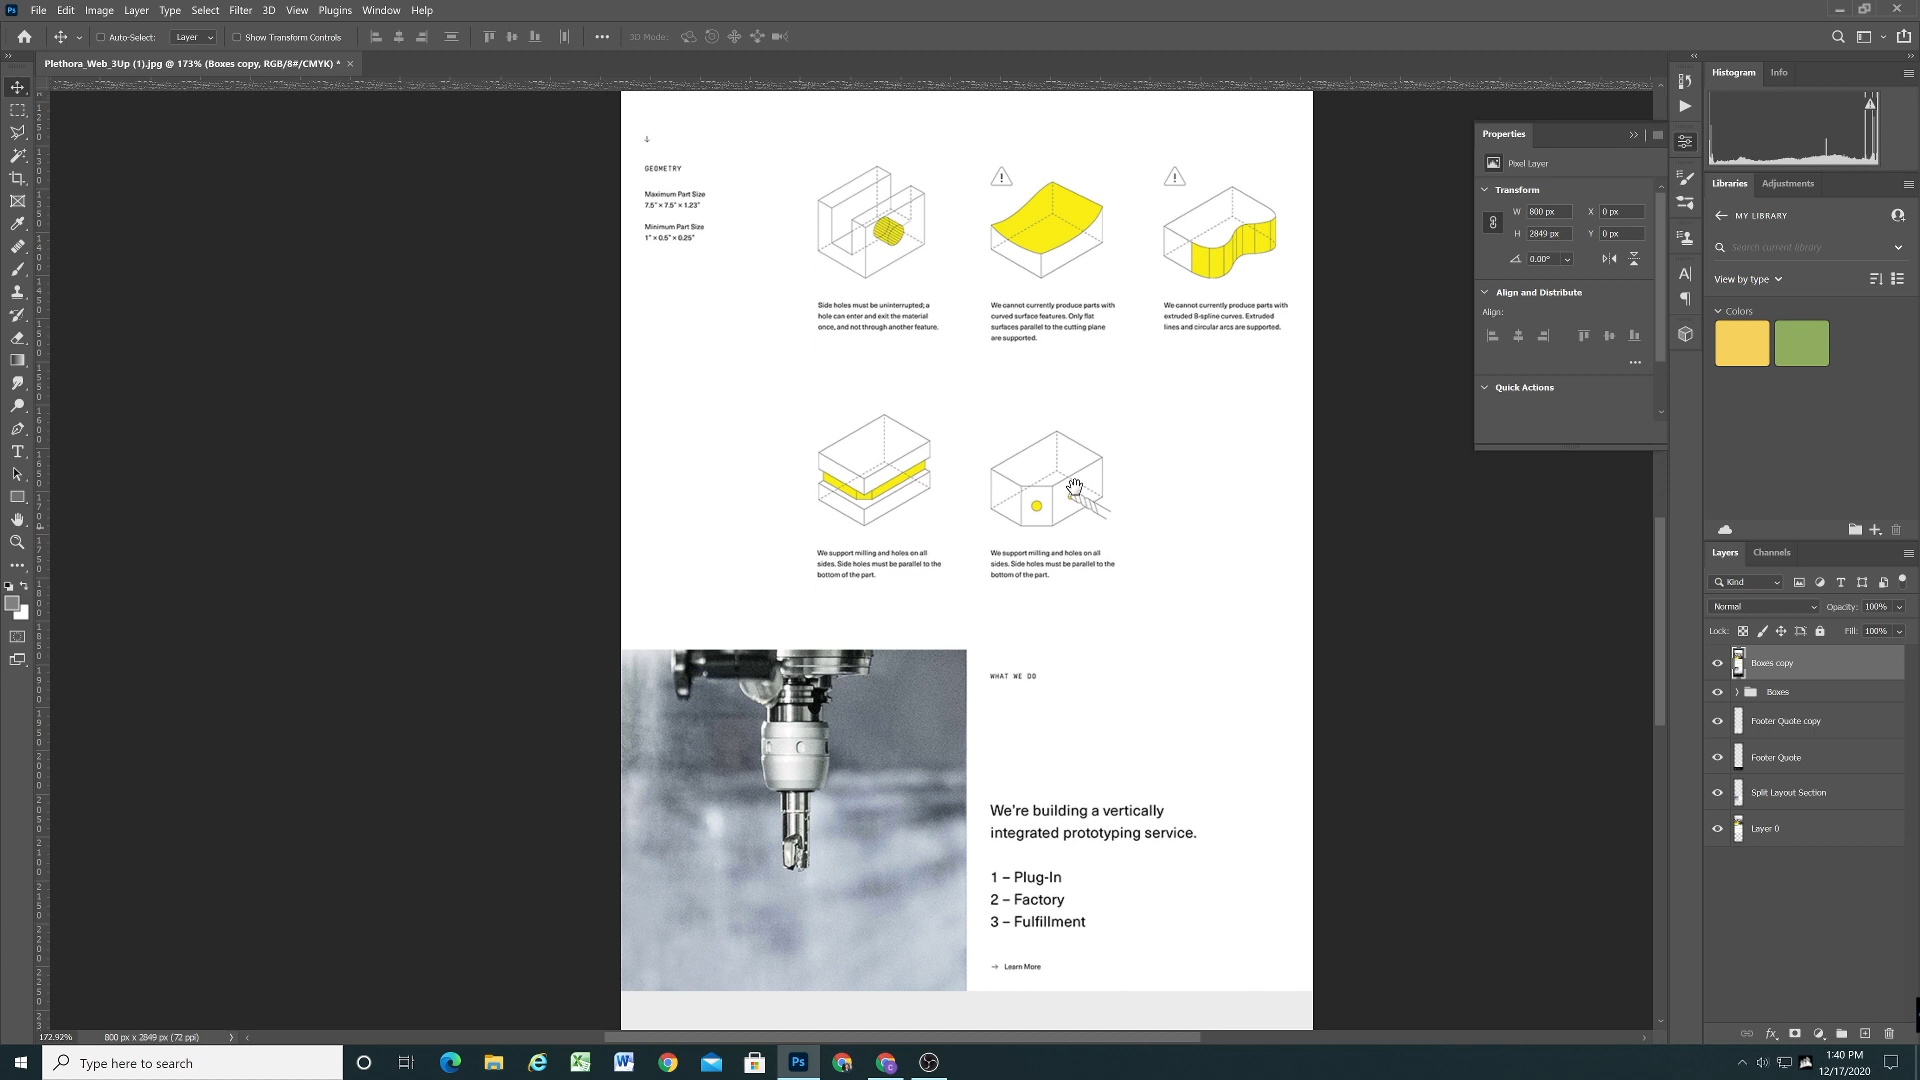 Ps File Edit Image Layer Type Select Filter 3D View Plugins Window Help
Auto-Select: Layer Show Transform Controls 3D Mode:
Plethora_Web_3Up (1).jpg @ 173% (Boxes copy, RGB/8#/CMYK) *
GEOMETRY
Maximum Part Size
7.5" × 7.5" × 1.23"
Minimum Part Size
1" × 0.5" × 0.25"
Side holes must be uninterrupted; a
hole can enter and exit the material
once, and not through another feature.
We cannot currently produce parts with
curved surface features. Only flat
surfaces parallel to the cutting plane
are supported.
We cannot currently produce parts with
extruded B-spline curves. Extruded
lines and circular arcs are supported.
We support milling and holes on all
sides. Side holes must be parallel to the
bottom of the part.
We support milling and holes on all
sides. Side holes must be parallel to the
bottom of the part.
WHAT WE DO
We're building a vertically
integrated prototyping service.
1 – Plug-In
2 – Factory
3 – Fulfillment
→ Learn More
Properties
Pixel Layer
Transform
W 800 px X 0 px
H 2849 px Y 0 px
0.00°
Align and Distribute
Align:
Quick Actions
Histogram Info
Libraries Adjustments
MY LIBRARY
Search current library
View by type
Colors
Layers Channels
Kind
Normal Opacity: 100%
Lock: Fill: 100%
Boxes copy
Boxes
Footer Quote copy
Footer Quote
Split Layout Section
Layer 0
172.92% 800 px x 2849 px (72 ppi)
Type here to search
Ps
1:40 PM
12/17/2020